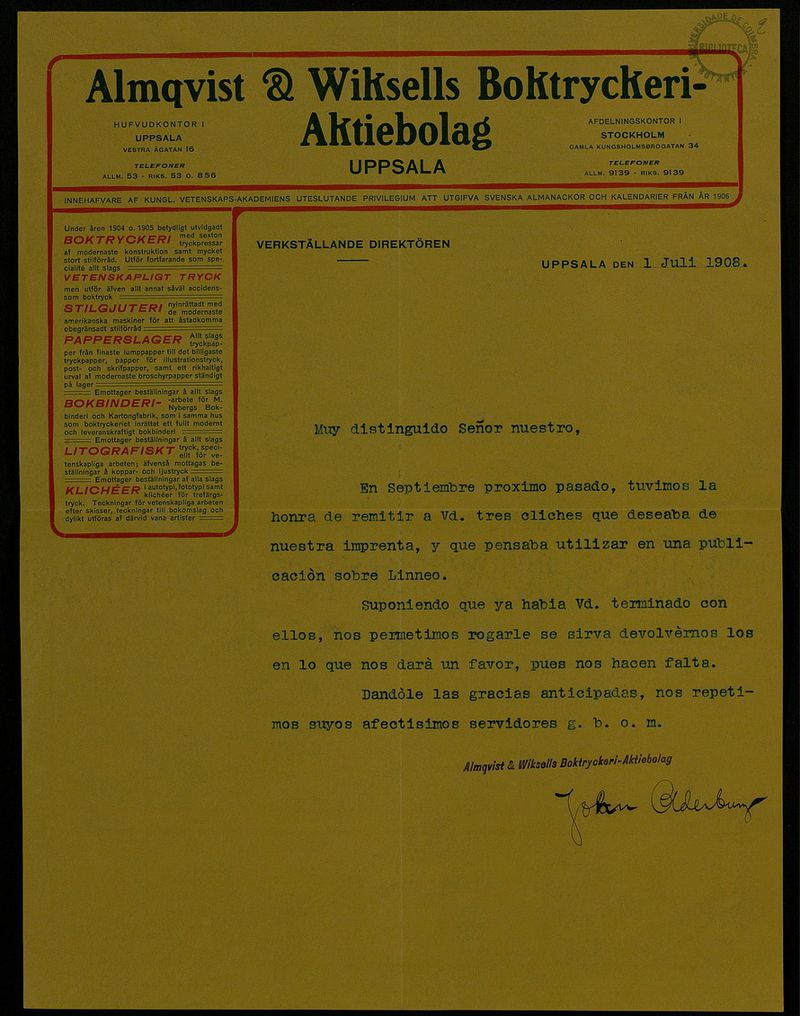 UNIVERSIDADE DE COIMBRA
BIBLIOTECA
BOTANICA
2
Almqvist & Wiksells Boktryckeri-
Aktiebolag
UPPSALA
HUFVUDKONTOR I
UPPSALA
VESTRA ÅGATAN 16
TELEFONER
ALLM. 53 - RIKS. 53 O. 856
AFDELNINGSKONTOR I
STOCKHOLM
GAMLA KUNGSHOLMSBROGATAN 34
TELEFONER
ALLM. 9139 - RIKS. 9139
INNEHAFVARE AF KUNGL. VETENSKAPS-AKADEMIENS UTESLUTANDE PRIVILEGIUM ATT UTGIFVA SVENSKA ALMANACKOR OCH KALENDARIER FRÅN ÅR 1906
Under åren 1904 o. 1905 betydligt utvidgadt
BOKTRYCKERI med sexton
tryckpressar
af modernaste konstruktion samt mycket
stort stilförråd. Utför fortfarande som spe-
cialité allt slags
VETENSKAPLIGT TRYCK
men utför äfven allt annat såväl accidens-
som boktryck
STILGJUTERI nyinrättadt med
de modernaste
amerikanska maskiner för att åstadkomma
obegränsadt stilförråd
PAPPERSLAGER Allt slags
tryckpap-
per från finaste lumppapper till det billigaste
tryckpapper, papper för illustrationstryck,
post- och skrifpapper, samt ett rikhaltigt
urval af modernaste broschyrpapper ständigt
på lager
Emottager beställningar å allt slags
BOKBINDERI- -arbete för M.
Nybergs Bok-
binderi och Kartongfabrik, som i samma hus
som boktryckeriet inrättat ett fullt modernt
och leveranskraftigt bokbinderi
Emottager beställningar å allt slags
LITOGRAFISKT tryck, speci-
ellt för ve-
tenskapliga arbeten; äfvenså mottagas be-
ställningar å koppar- och ljustryck
Emottager beställningar af alla slags
KLICHÉER i autotypi, fototypi samt
klichéer för trefärgs-
tryck. Teckningar för vetenskapliga arbeten
efter skisser, teckningar till bokomslag och
dylikt utföras af därvid vana artister
VERKSTÄLLANDE DIREKTÖREN
UPPSALA DEN 1 Juli 1908.
Muy distinguido Señor nuestro,
En Septiembre proximo pasado, tuvimos la
honra de remitir a Vd. tres cliches que deseaba de
nuestra imprenta, y que pensaba utilizar en una publi-
caciòn sobre Linneo.
Suponiendo que ya habia Vd. terminado con
ellos, nos permetimos rogarle se sirva devolvèrnos los
en lo que nos darà un favor, pues nos hacen falta.
Dandòle las gracias anticipadas, nos repeti-
mos suyos afectisimos servidores g. b. o. m.
Almqvist & Wiksells Boktryckeri-Aktiebolag
John Olderburg